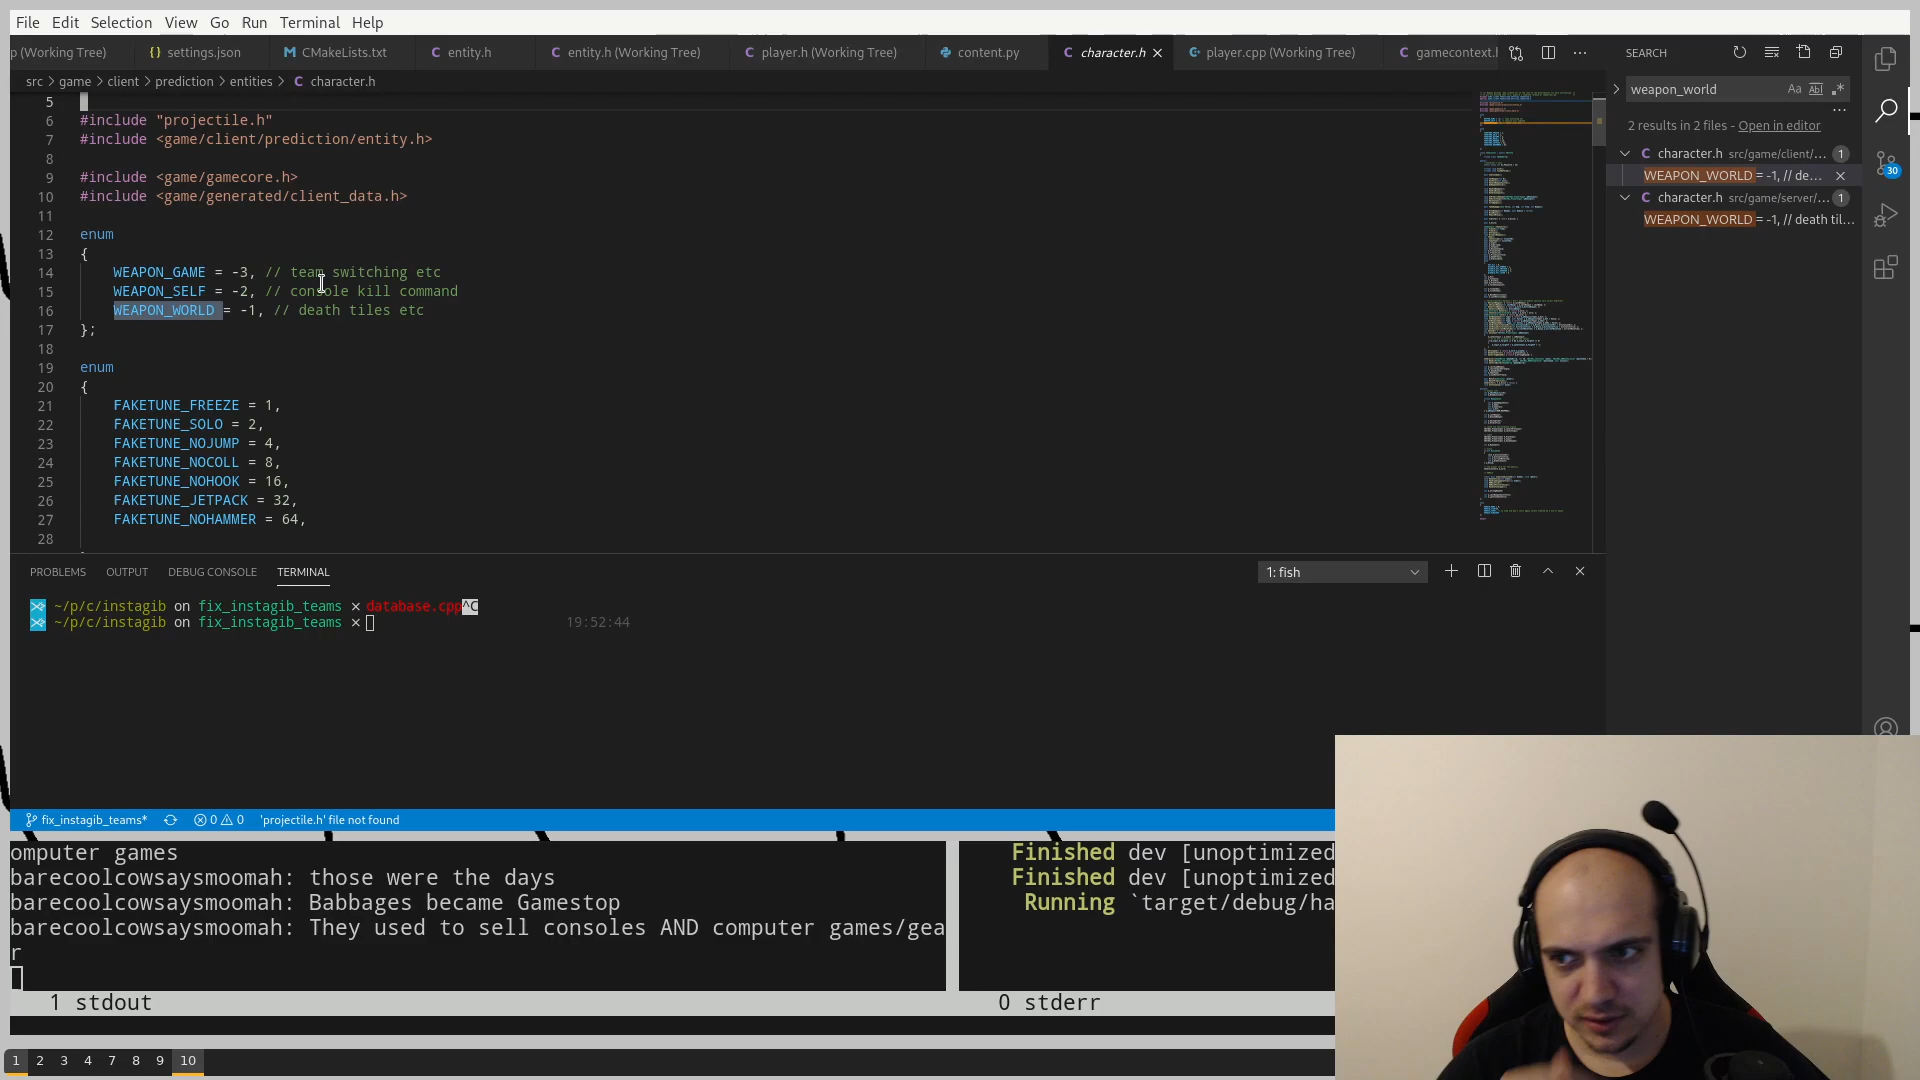 File Edit Selection View Go Run Terminal Help
p (Working Tree) settings.json CMakeLists.txt entity.h entity.h (Working Tree) player.h (Working Tree) content.py character.h player.cpp (Working Tree) gamecontext.l
src > game > client > prediction > entities > C character.h
5
6 #include "projectile.h"
7 #include <game/client/prediction/entity.h>
8
9 #include <game/gamecore.h>
10 #include <game/generated/client_data.h>
11
12 enum
13 {
14 WEAPON_GAME = -3, // team switching etc
15 WEAPON_SELF = -2, // console kill command
16 WEAPON_WORLD = -1, // death tiles etc
17 };
18
19 enum
20 {
21 FAKETUNE_FREEZE = 1,
22 FAKETUNE_SOLO = 2,
23 FAKETUNE_NOJUMP = 4,
24 FAKETUNE_NOCOLL = 8,
25 FAKETUNE_NOHOOK = 16,
26 FAKETUNE_JETPACK = 32,
27 FAKETUNE_NOHAMMER = 64,
28
SEARCH
weapon_world
2 results in 2 files - Open in editor
character.h src/game/client/... 1
WEAPON_WORLD = -1, // de...
character.h src/game/server/... 1
WEAPON_WORLD = -1, // death til...
30
PROBLEMS OUTPUT DEBUG CONSOLE TERMINAL 1: fish
~/p/c/instagib on fix_instagib_teams × database.cpp^C
~/p/c/instagib on fix_instagib_teams × 19:52:44
fix_instagib_teams* 0 0 'projectile.h' file not found
omputer games
barecoolcowsaysmoomah: those were the days
barecoolcowsaysmoomah: Babbages became Gamestop
barecoolcowsaysmoomah: They used to sell consoles AND computer games/gea
r
1 stdout
Finished dev [unoptimized
Finished dev [unoptimized
Running `target/debug/ha
0 stderr
1 2 3 4 7 8 9 10